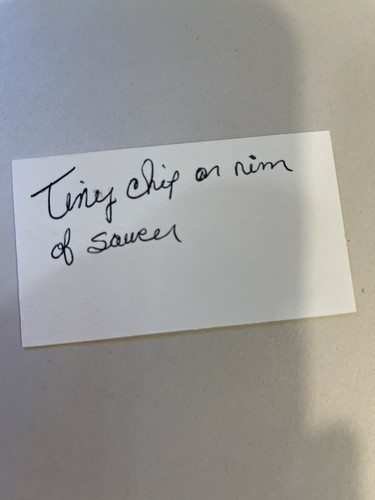 Tiny chip on rim
of saucer